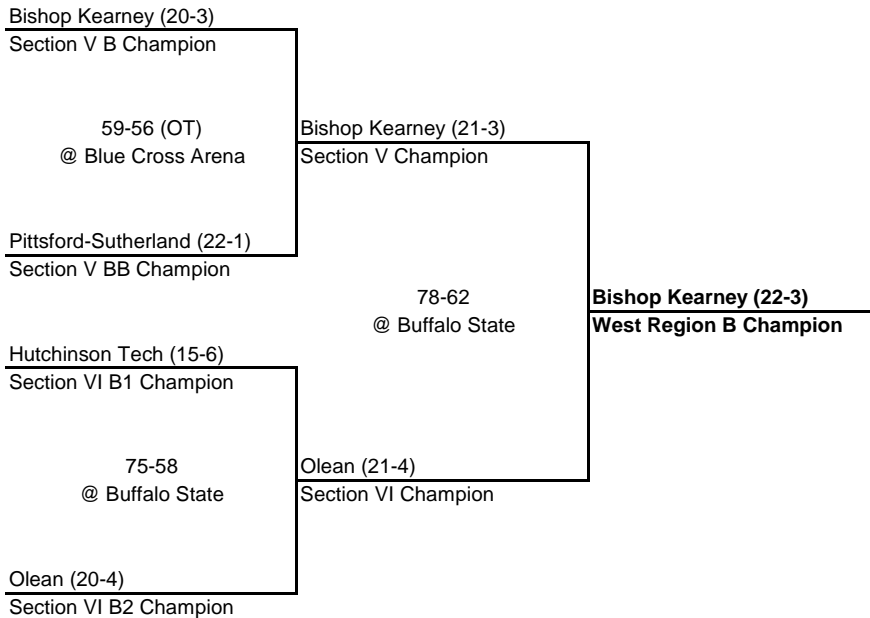 Bishop Kearney (20-3)
Section V B Champion
59-56 (OT)
@ Blue Cross Arena
Bishop Kearney (21-3)
Section V Champion
Pittsford-Sutherland (22-1)
Section V BB Champion
78-62
@ Buffalo State
Bishop Kearney (22-3)
West Region B Champion
Hutchinson Tech (15-6)
Section VI B1 Champion
75-58
@ Buffalo State
Olean (21-4)
Section VI Champion
Olean (20-4)
Section VI B2 Champion